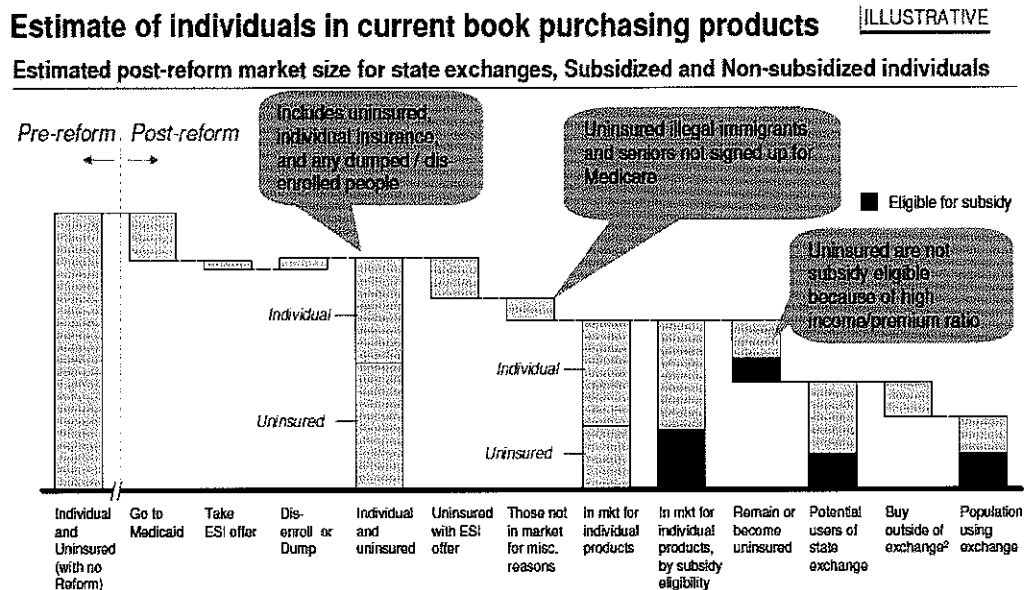 Estimate of individuals in current book purchasing products
ILLUSTRATIVE
Estimated post-reform market size for state exchanges, Subsidized and Non-subsidized individuals
Pre-reform
Post-reform
Includes uninsured,
individual insurance,
and any dumped / dis-
enrolled people
Uninsured illegal immigrants
and seniors not signed up for
Medicare
Eligible for subsidy
Uninsured are not
subsidy eligible
because of high
income/premium ratio
Individual
Uninsured
Individual
Uninsured
Individual
and
Uninsured
(with no
Reform)
Go to
Medicaid
Take
ESI offer
Dis-
enroll or
Dump
Individual
and
uninsured
Uninsured
with ESI
offer
Those not
in market
for misc.
reasons
In mkt for
individual
products
In mkt for
individual
products,
by subsidy
eligibility
Remain or
become
uninsured
Potential
users of
state
exchange
Buy
outside of
exchange²
Population
using
exchange